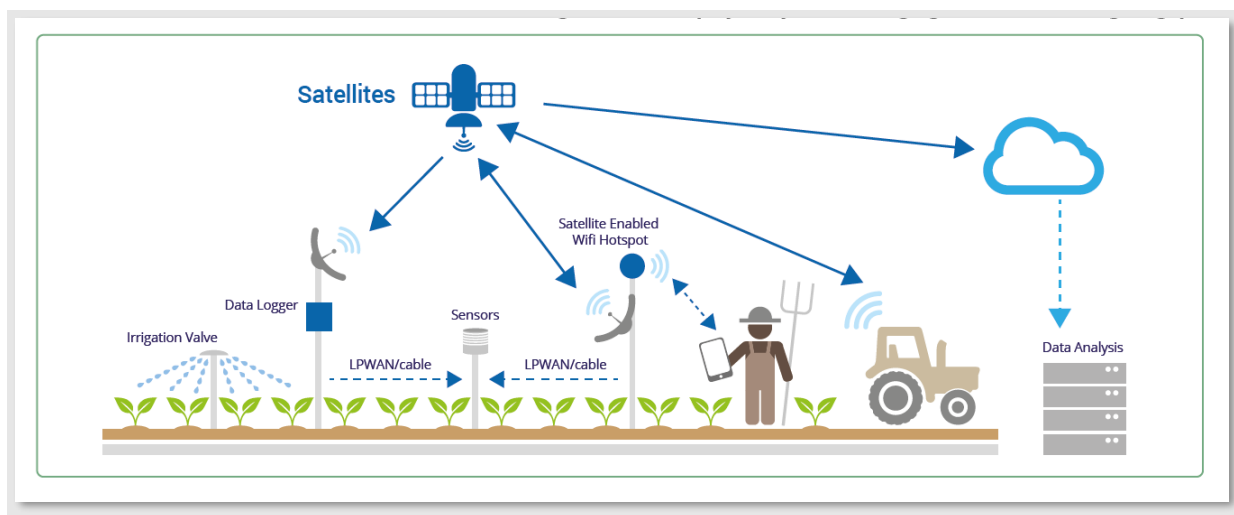 Satellites
Satellite Enabled
Wifi Hotspot
Data Logger
Sensors
Irrigation Valve
LPWAN/cable
LPWAN/cable
Data Analysis